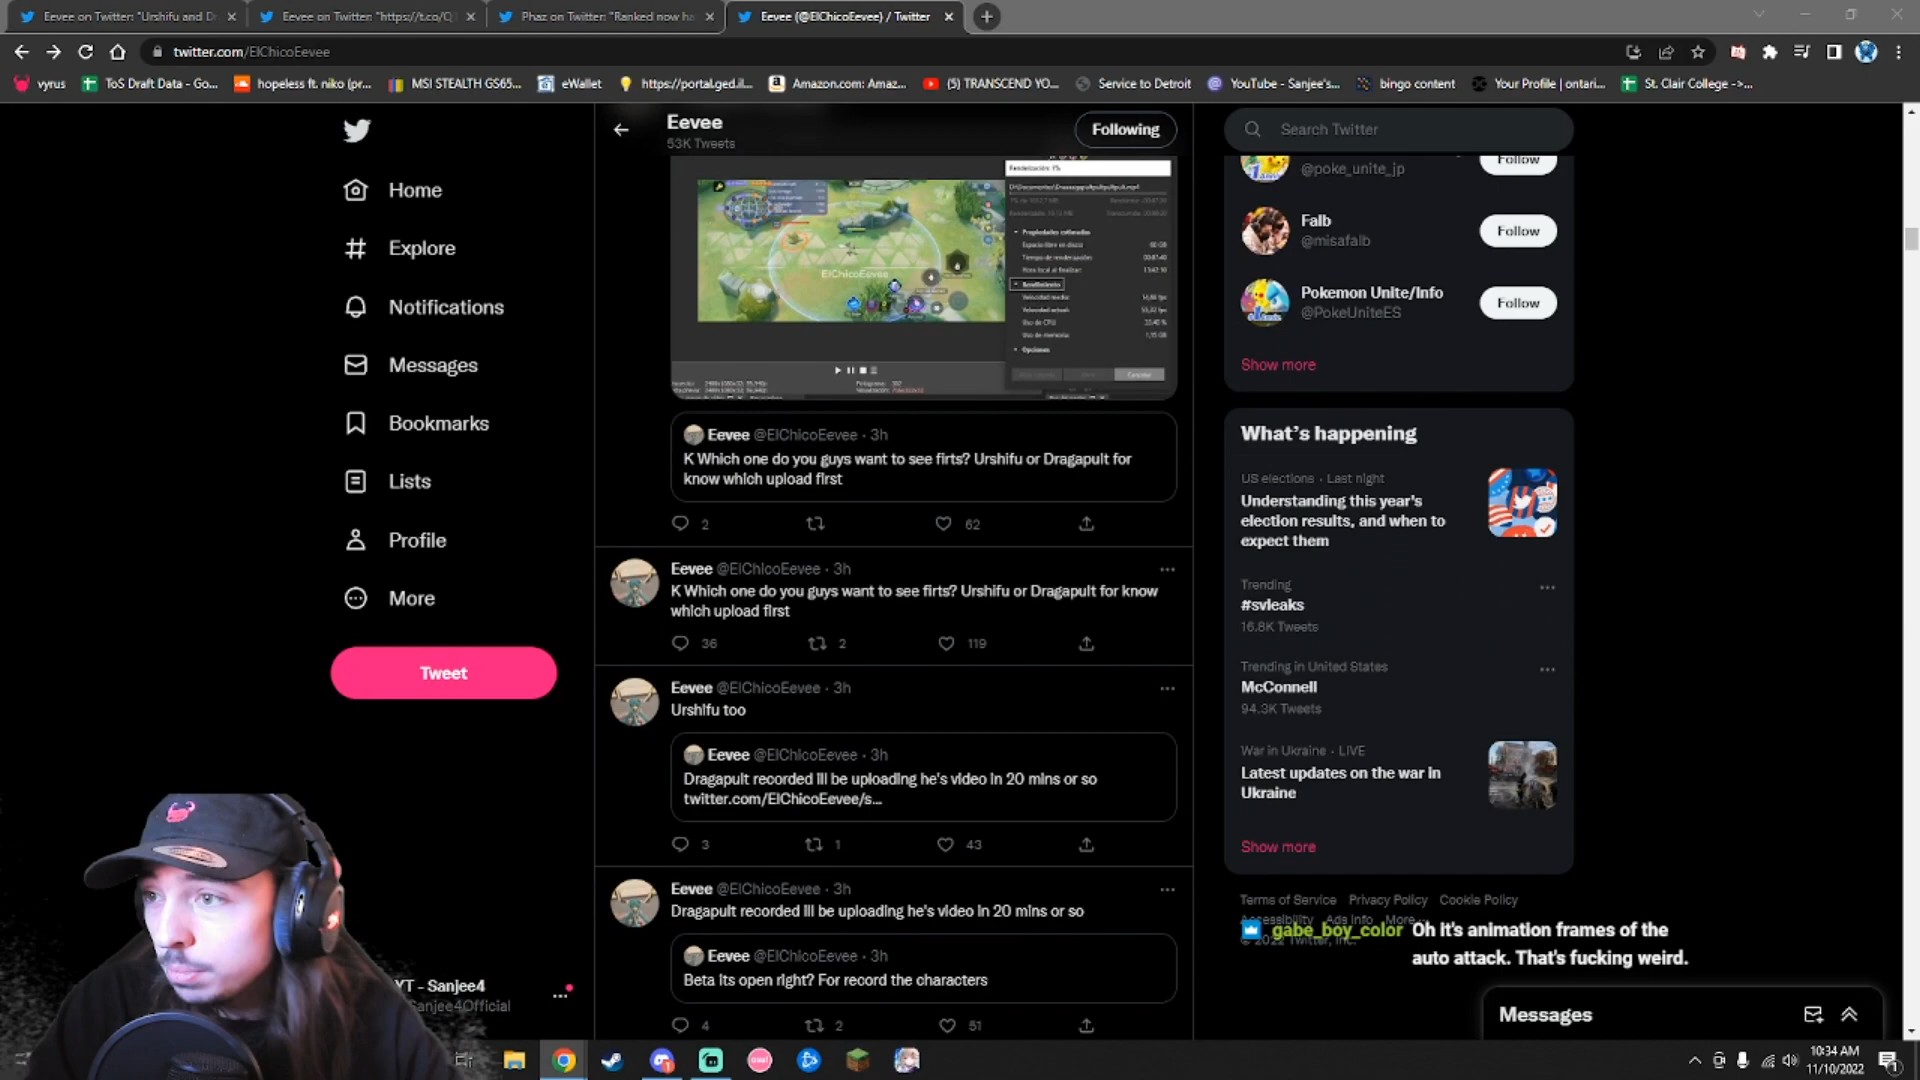 Eevee on Twitter: "Urshifu and Dr
Eevee on Twitter: "https://t.co/Q
Phaz on Twitter: "Ranked now ha
Eevee (@ElChicoEevee) / Twitter
twitter.com/ElChicoEevee
vyrus
ToS Draft Data - Go...
hopeless ft. niko (pr...
MSI STEALTH GS65...
eWallet
https://portal.ged.il...
Amazon.com: Amaz...
(5) TRANSCEND YO...
Service to Detroit
YouTube - Sanjee's...
bingo content
Your Profile | ontari...
St. Clair College -&gt;...
Home
Explore
Notifications
Messages
Bookmarks
Lists
Profile
More
Tweet
YT - Sanjee4
Sanjee4Official
Eevee
53K Tweets
Following
ElChicoEevee
Opciones
Cancelar
Eevee @ElChicoEevee · 3h
K Which one do you guys want to see firts? Urshifu or Dragapult for
know which upload first
2
62
Eevee @ElChicoEevee · 3h
K Which one do you guys want to see firts? Urshifu or Dragapult for know
which upload first
36
2
119
Eevee @ElChicoEevee · 3h
Urshifu too
Eevee @ElChicoEevee · 3h
Dragapult recorded Ill be uploading he's video in 20 mins or so
twitter.com/ElChicoEevee/s...
3
1
43
Eevee @ElChicoEevee · 3h
Dragapult recorded Ill be uploading he's video in 20 mins or so
Eevee @ElChicoEevee · 3h
Beta its open right? For record the characters
4
2
51
Search Twitter
@poke_unite_jp
Follow
Falb
@misafalb
Follow
Pokemon Unite/Info
@PokeUniteES
Follow
Show more
What's happening
US elections · Last night
Understanding this year's
election results, and when to
expect them
Trending
#svleaks
16.8K Tweets
Trending in United States
McConnell
94.3K Tweets
War in Ukraine · LIVE
Latest updates on the war in
Ukraine
Show more
Terms of Service Privacy Policy Cookie Policy
Accessibility Ads info More
© 2022 Twitter, Inc.
gabe_boy_color Oh it's animation frames of the
auto attack. That's fucking weird.
Messages
10:34 AM
11/10/2022